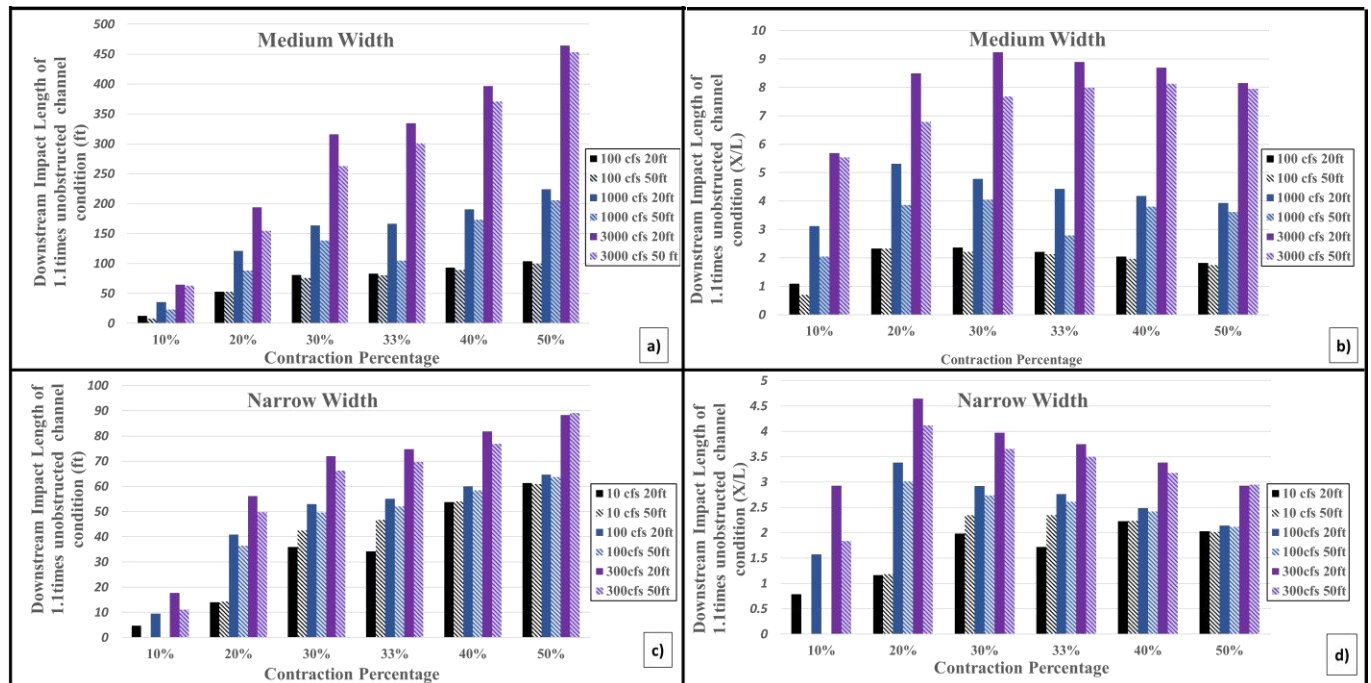 Medium Width
Downstream Impact Length of
1.1times unobstructed channel
condition (ft)
500
450
400
350
300
250
200
150
100
50
0
10% 20% 30% 33% 40% 50%
Contraction Percentage
100 cfs 20ft
100 cfs 50ft
1000 cfs 20ft
1000 cfs 50ft
3000 cfs 20ft
3000 cfs 50 ft
a)
Medium Width
Downstream Impact Length of
1.1times unobstructed channel
condition (X/L)
10
9
8
7
6
5
4
3
2
1
0
10% 20% 30% 33% 40% 50%
Contraction Percentage
100 cfs 20ft
100 cfs 50ft
1000 cfs 20ft
1000 cfs 50ft
3000 cfs 20ft
3000 cfs 50ft
b)
Narrow Width
Downstream Impact Length of
1.1times unobstructed channel
condition (ft)
100
90
80
70
60
50
40
30
20
10
0
10% 20% 30% 33% 40% 50%
Contraction Percentage
10 cfs 20ft
10 cfs 50ft
100 cfs 20ft
100cfs 50ft
300cfs 20ft
300cfs 50ft
c)
Narrow Width
Downstream Impact Length of
1.1times unobstructed channel
condition (X/L)
5
4.5
4
3.5
3
2.5
2
1.5
1
0.5
0
10% 20% 30% 33% 40% 50%
Contraction Percentage
10 cfs 20ft
10 cfs 50ft
100cfs 20ft
100cfs 50ft
300cfs 20ft
300cfs 50ft
d)